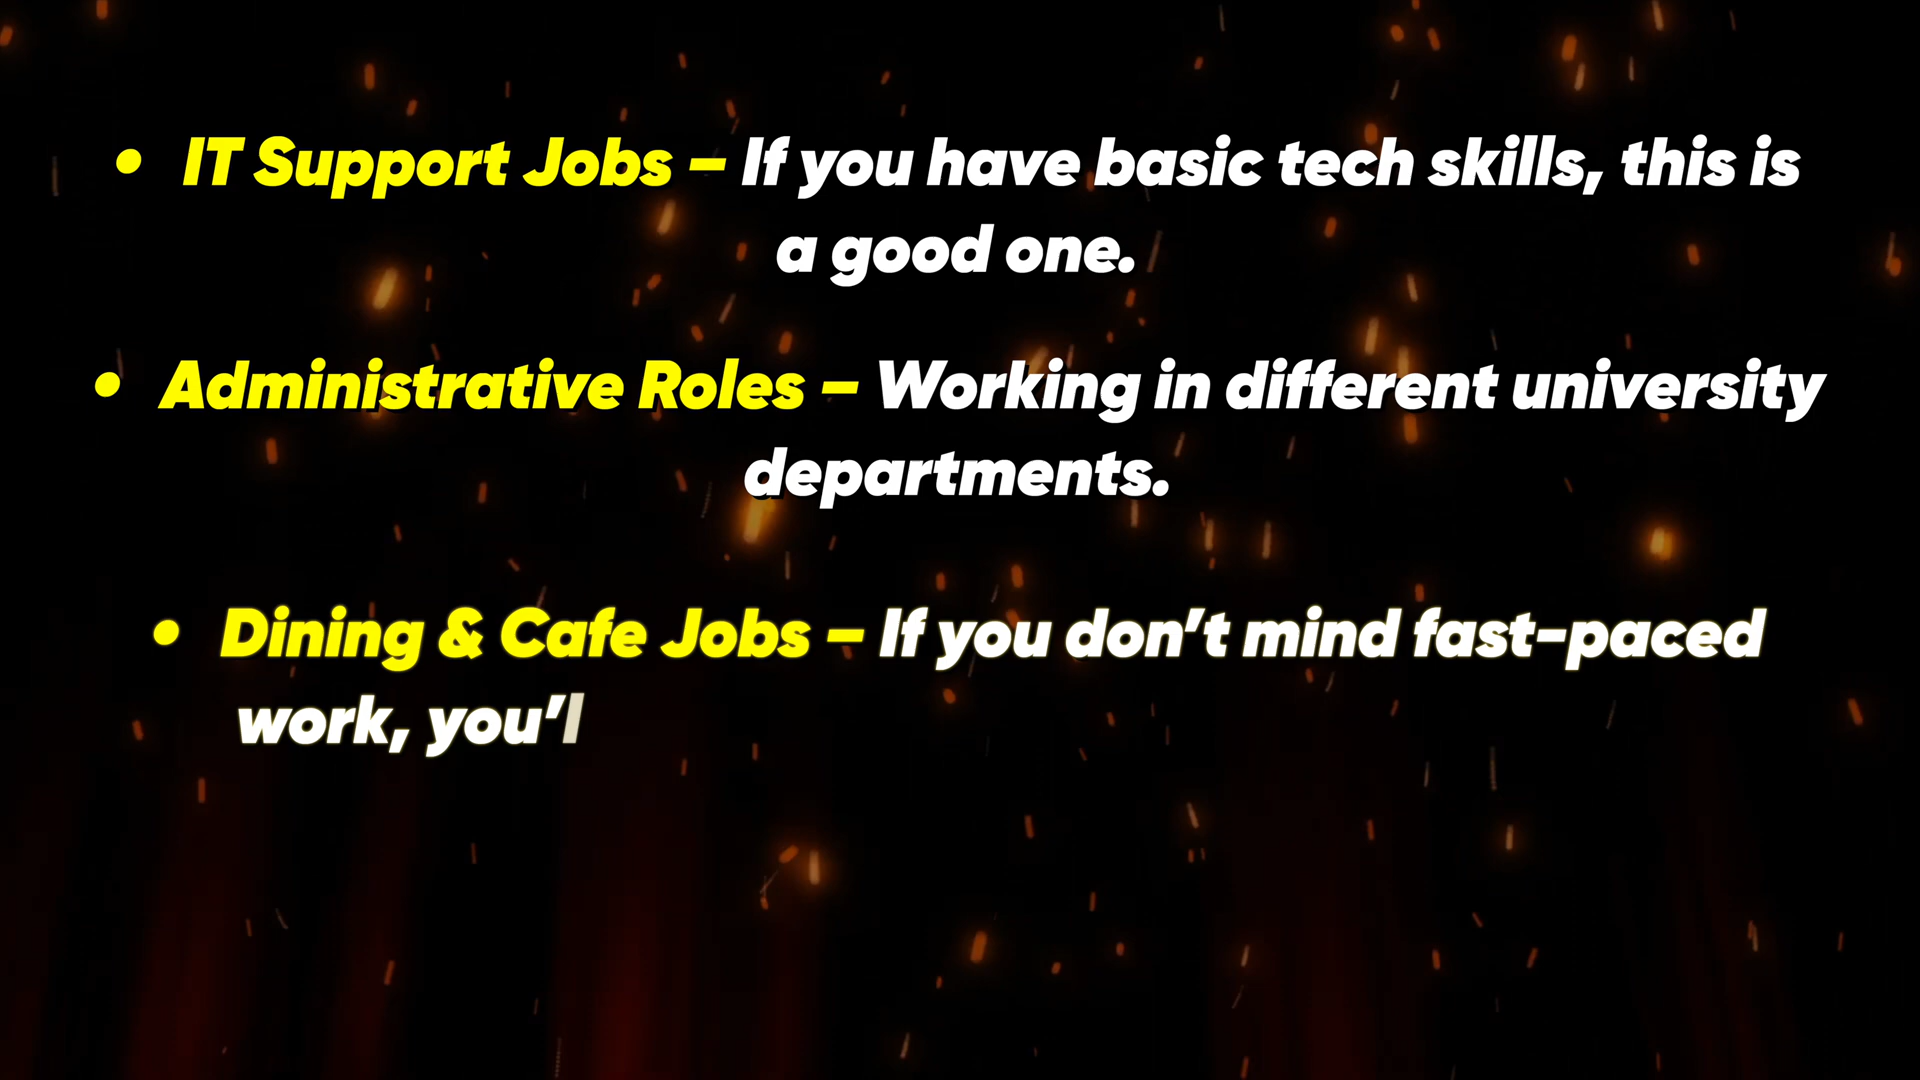 • IT Support Jobs – If you have basic tech skills, this is
a good one.
• Administrative Roles – Working in different university
departments.
• Dining & Cafe Jobs – If you don’t mind fast-paced
work, you’l